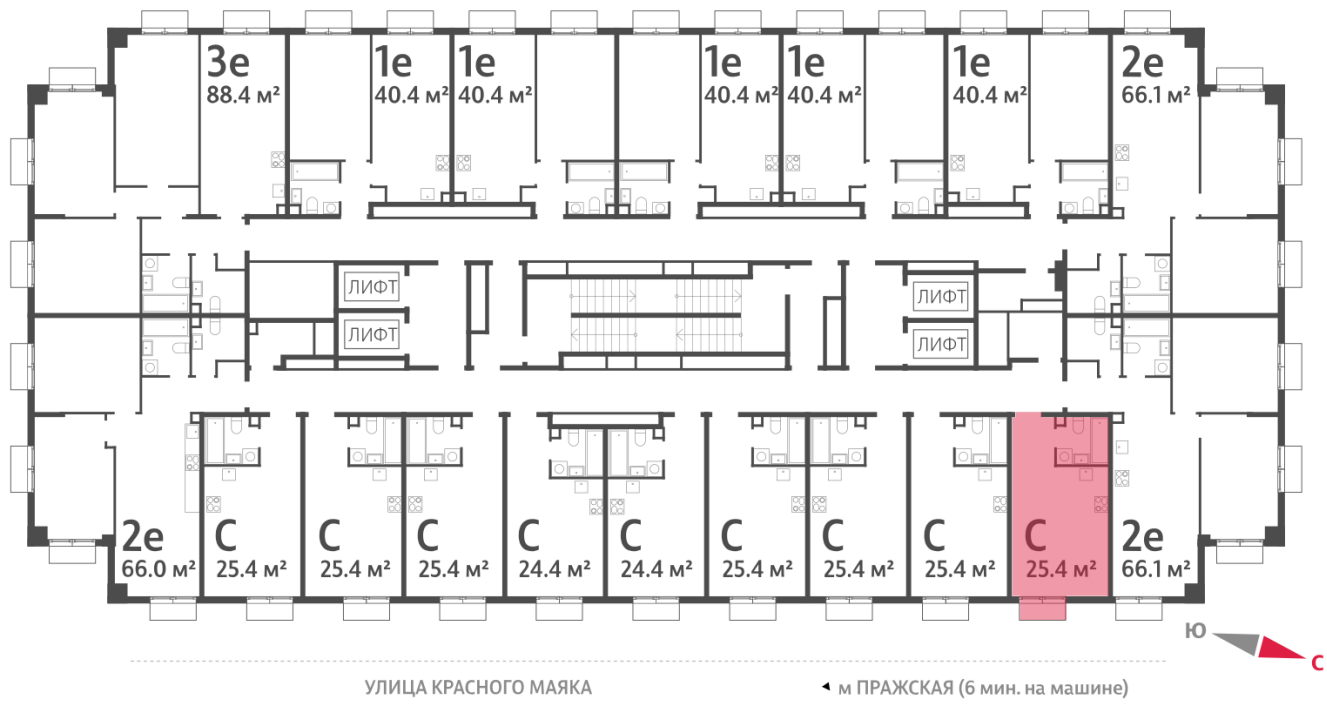 3е
88.4 м²
1е
40.4 м²
1е
40.4 м²
1е
40.4 м²
1е
40.4 м²
1е
40.4 м²
2е
66.1 м²
ЛИФТ
ЛИФТ
ЛИФТ
ЛИФТ
2е
66.0 м²
С
25.4 м²
С
25.4 м²
С
25.4 м²
С
24.4 м²
С
24.4 м²
С
25.4 м²
С
25.4 м²
С
25.4 м²
С
25.4 м²
2е
66.1 м²
Ю
С
УЛИЦА КРАСНОГО МАЯКА
м ПРАЖСКАЯ (6 мин. на машине)